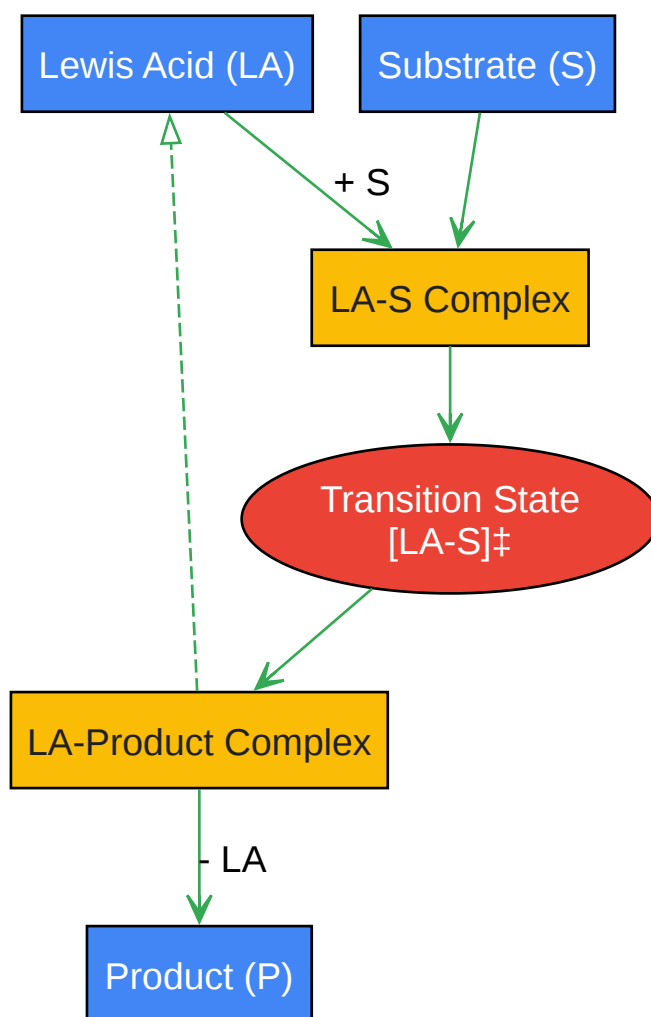 Lewis Acid (LA)
Substrate (S)
+ S
LA-S Complex
Transition State
[LA-S]‡
LA-Product Complex
- LA
Product (P)